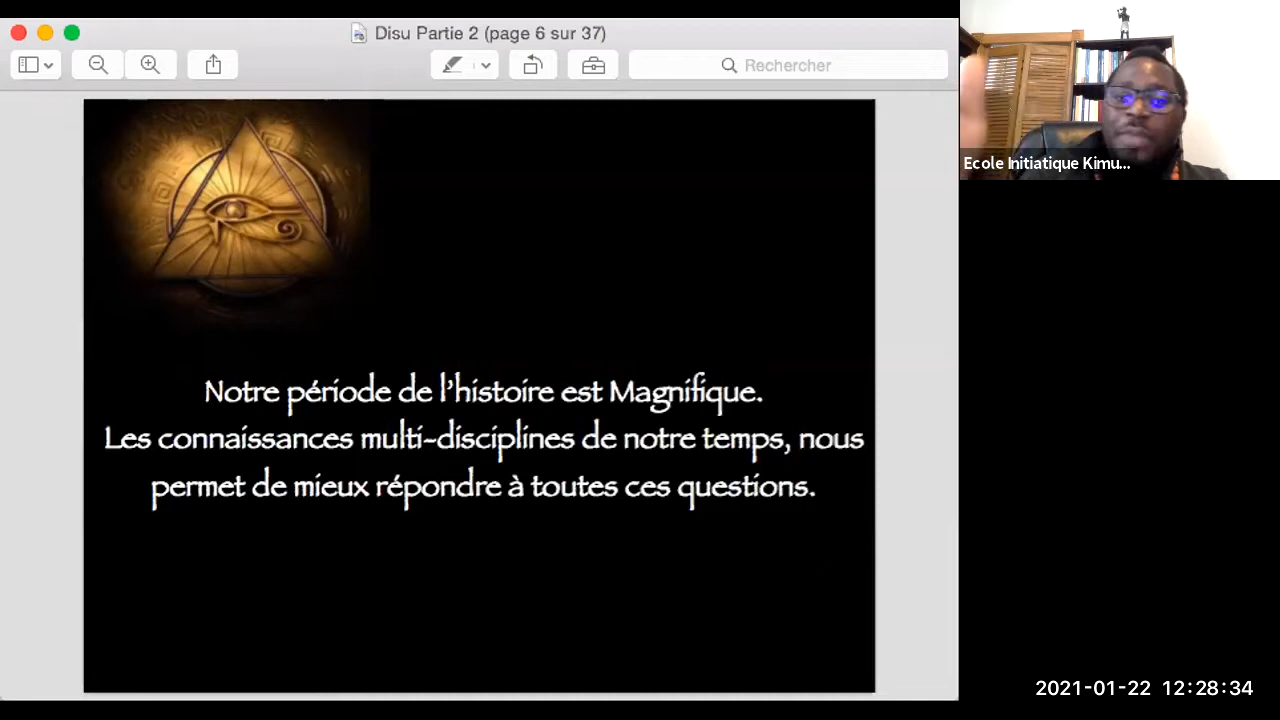 Disu Partie 2 (page 6 sur 37)
Rechercher
Ecole Initiatique Kimu...
Notre période de l'histoire est Magnifique.
Les connaissances multi-disciplines de notre temps, nous
permet de mieux répondre à toutes ces questions.
2021-01-22 12:28:34